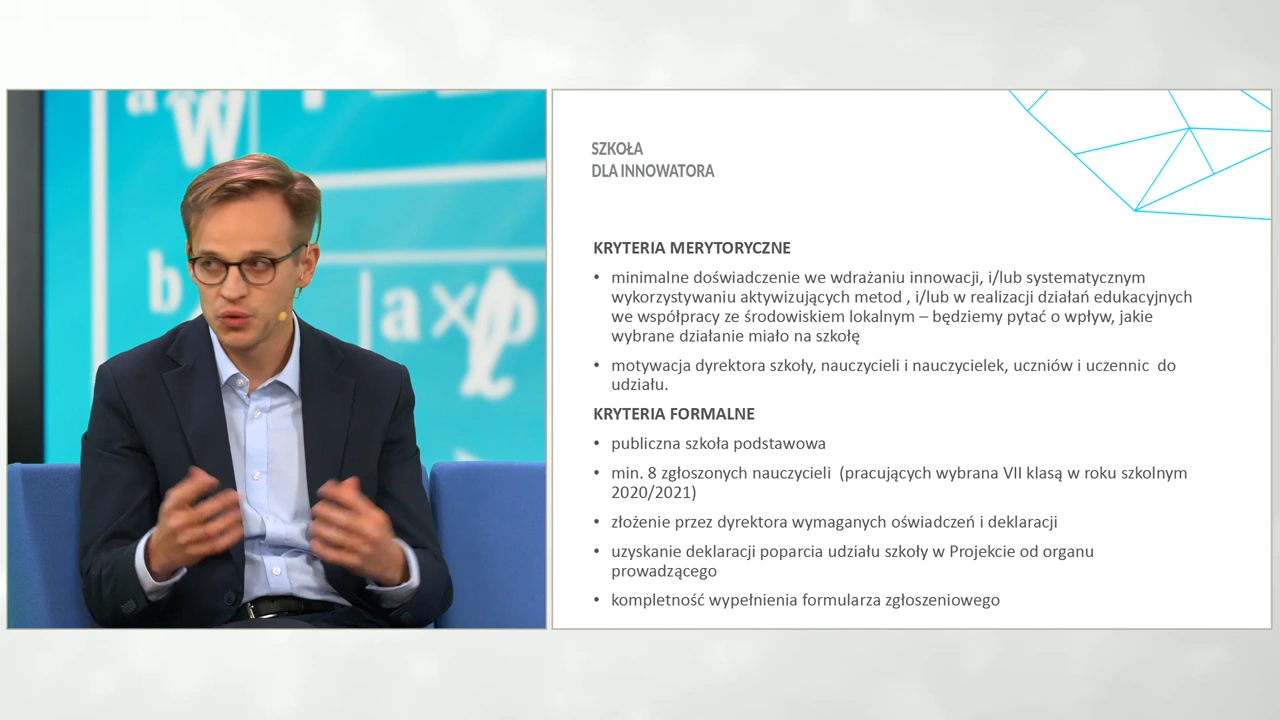 a
W
b
axp
SZKOŁA
DLA INNOWATORA
KRYTERIA MERYTORYCZNE
• minimalne doświadczenie we wdrażaniu innowacji, i/lub systematycznym
wykorzystywaniu aktywizujących metod , i/lub w realizacji działań edukacyjnych
we współpracy ze środowiskiem lokalnym – będziemy pytać o wpływ, jakie
wybrane działanie miało na szkołę
• motywacja dyrektora szkoły, nauczycieli i nauczycielek, uczniów i uczennic  do
udziału.
KRYTERIA FORMALNE
• publiczna szkoła podstawowa
• min. 8 zgłoszonych nauczycieli  (pracujących wybrana VII klasą w roku szkolnym
2020/2021)
• złożenie przez dyrektora wymaganych oświadczeń i deklaracji
• uzyskanie deklaracji poparcia udziału szkoły w Projekcie od organu
prowadzącego
• kompletność wypełnienia formularza zgłoszeniowego